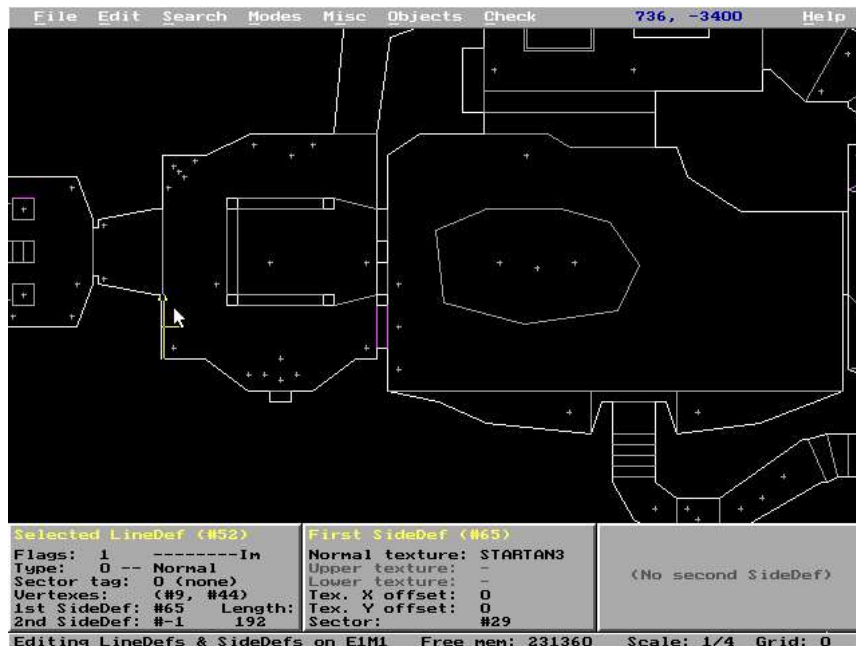 File Edit Search Modes Misc Objects Check 736, -3400 Help
Selected LineDef (#52)
Flags: 1 --------Im
Type: 0 -- Normal
Sector tag: 0 (none)
Vertexes: (#9, #44)
1st SideDef: #65 Length:
2nd SideDef: #-1 192
First SideDef (#65)
Normal texture: STARTAN3
Upper texture: -
Lower texture: -
Tex. X offset: 0
Tex. Y offset: 0
Sector: #29
(No second SideDef)
Editing LineDefs & SideDefs on E1M1 Free mem: 231360 Scale: 1/4 Grid: 0